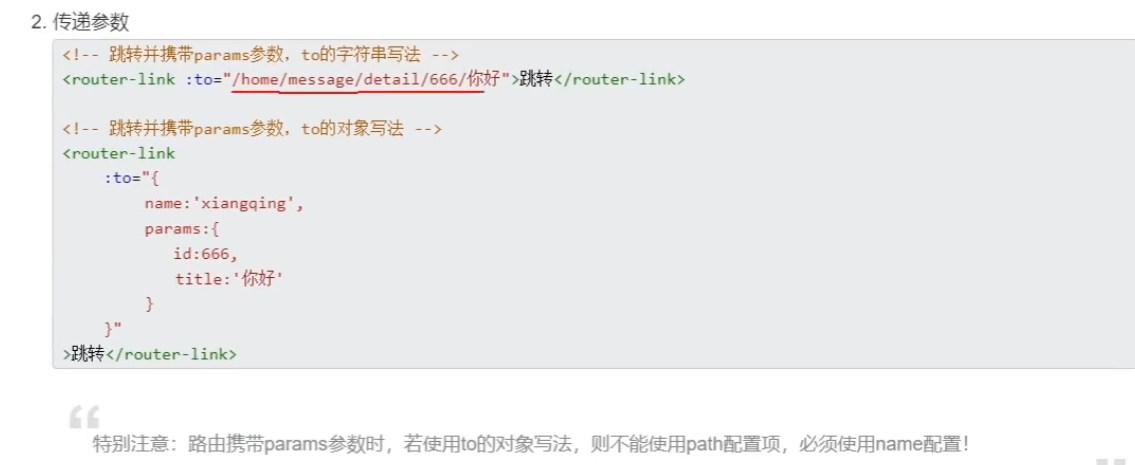 2. 传递参数
<!-- 跳转并携带params参数，to的字符串写法 -->
<router-link :to="/home/message/detail/666/你好">跳转</router-link>
<!-- 跳转并携带params参数，to的对象写法 -->
<router-link
:to="{
name:'xiangqing',
params:{
id:666,
title:'你好'
}
}"
>跳转</router-link>
特别注意：路由携带params参数时，若使用to的对象写法，则不能使用path配置项，必须使用name配置！